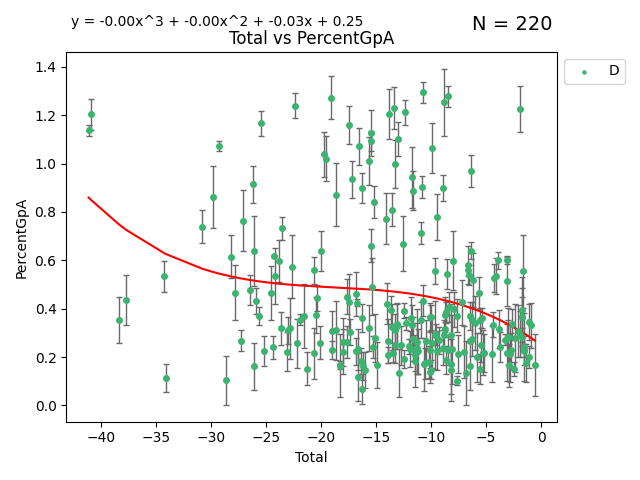 y = -0.00x^3 + -0.00x^2 + -0.03x + 0.25
N = 220
Total vs PercentGpA
D
PercentGpA
1.4
1.2
1.0
0.8
0.6
0.4
0.2
0.0
−40 −35 −30 −25 −20 −15 −10 −5 0
Total